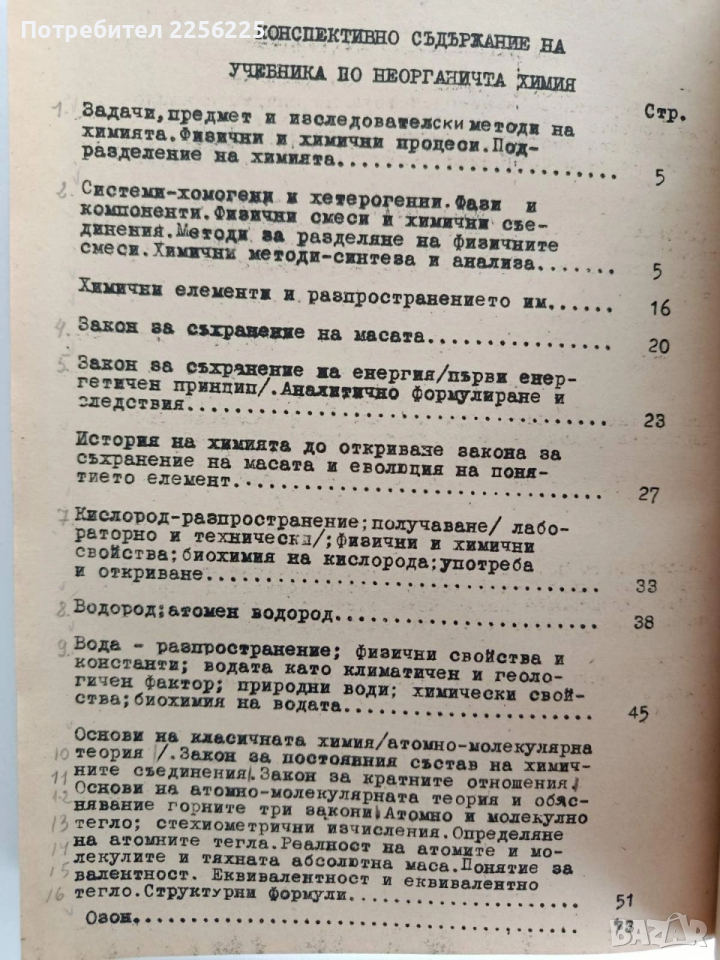 Потребител 2256225
КОНСПЕКТИВНО СЪДЪРЖАНИЕ НА
УЧЕБНИКА ПО НЕОРГАНИЧТА ХИМИЯ
Стр.
1. Задачи, предмет и изследователски методи на
химията. Физични и химични процеси. Под-
разделение на химията.................... 5
2. Системи-хомогени и хетерогенни. Фази и
компоненти. Физични смеси и химични съе-
динения. Методи за разделяне на физичните
смеси. Химични методи-синтеза и анализа....... 5
Химични елементи и разпространението им...... 16
4. Закон за съхранение на масата................ 20
5. Закон за съхранение на енергия/първи енер-
гетичен принцип/. Аналитично формулиране и
следствия.............................. 23
История на химията до откриване закона за
съхранение на масата и еволюция на поня-
тието елемент.......................... 27
7. Кислород-разпространение; получаване/ лабо-
раторно и технически/; физични и химични
свойства; биохимия на кислорода; употреба
и откриване............................ 33
8. Водород; атомен водород.................... 38
9. Вода - разпространение; физични свойства и
константи; водата като климатичен и геоло-
гичен фактор; природни води; химически свой-
ства; биохимия на водата................... 45
Основи на класичната химия/атомно-молекулярна
10 теория /. Закон за постоянния състав на химич-
11 ните съединения. Закон за кратните отношения.
12 Основи на атомно-молекулярната теория и обяс-
няване горните три закони. Атомно и молекулно
13 тегло; стехиометрични изчисления. Определяне
14 на атомните тегла. Реалност на атомите и мо-
лекулите и тяхната абсолютна маса. Понятие за
15 валентност. Еквивалентност и еквивалентно
16 тегло. Структурни формули................... 51
Озон.................................. 73
BAZAR